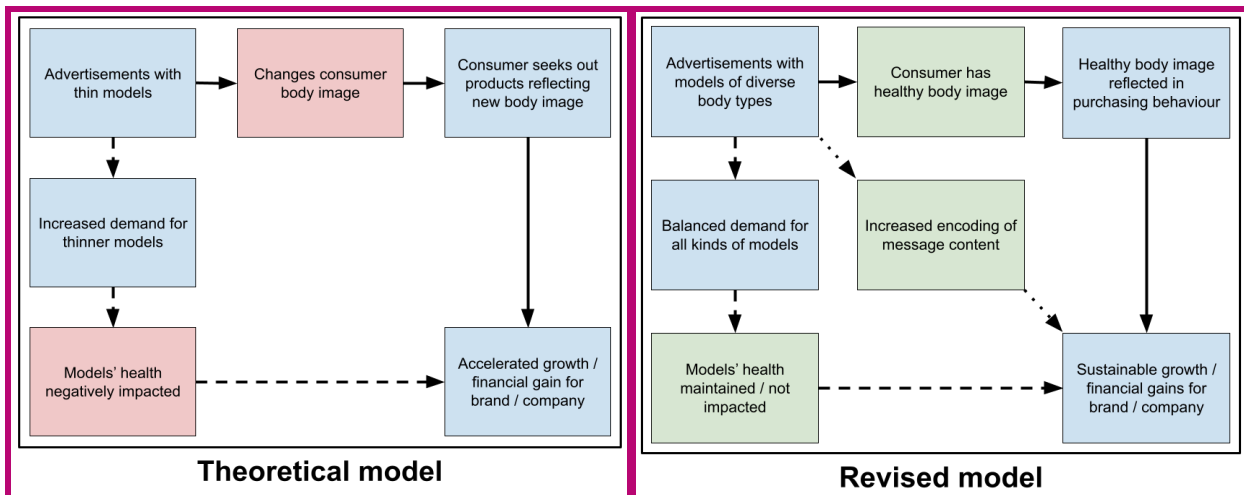 Advertisements with
thin models
Changes consumer
body image
Consumer seeks out
products reflecting
new body image
Increased demand for
thinner models
Models’ health
negatively impacted
Accelerated growth /
financial gain for
brand / company
Theoretical model
Advertisements with
models of diverse
body types
Consumer has
healthy body image
Healthy body image
reflected in
purchasing behaviour
Balanced demand for
all kinds of models
Increased encoding of
message content
Models’ health
maintained / not
impacted
Sustainable growth /
financial gains for
brand / company
Revised model